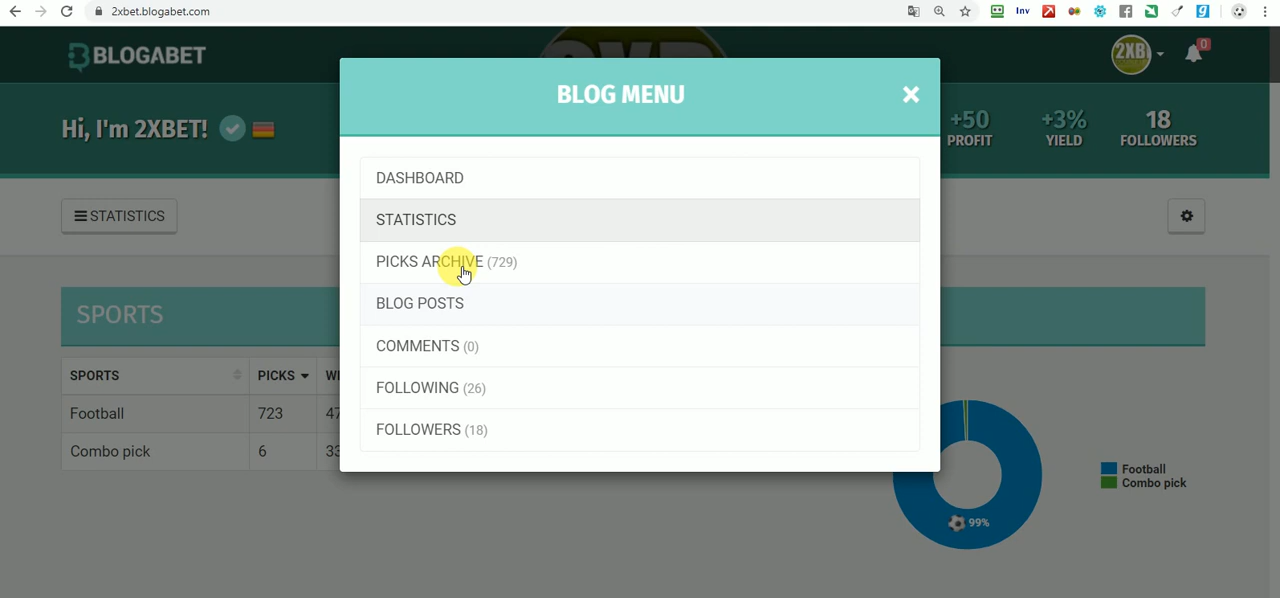 2xbet.blogabet.com
Inv
BLOGABET
2XB
0
BLOG MENU
Hi, I'm 2XBET!
+50
+3%
18
PROFIT
YIELD
FOLLOWERS
DASHBOARD
STATISTICS
STATISTICS
PICKS ARCHIVE (729)
BLOG POSTS
COMMENTS (0)
FOLLOWING (26)
FOLLOWERS (18)
SPORTS
SPORTS
PICKS
Football
723
47
Combo pick
6
33
Football
Combo pick
99%